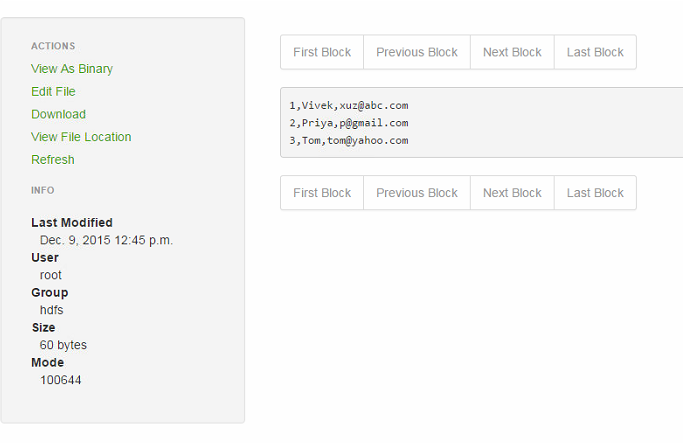 ACTIONS
View As Binary
Edit File
Download
View File Location
Refresh
INFO
Last Modified
Dec. 9, 2015 12:45 p.m.
User
root
Group
hdfs
Size
60 bytes
Mode
100644
First Block Previous Block Next Block Last Block
1,Vivek,xuz@abc.com
2,Priya,p@gmail.com
3,Tom,tom@yahoo.com
First Block Previous Block Next Block Last Block